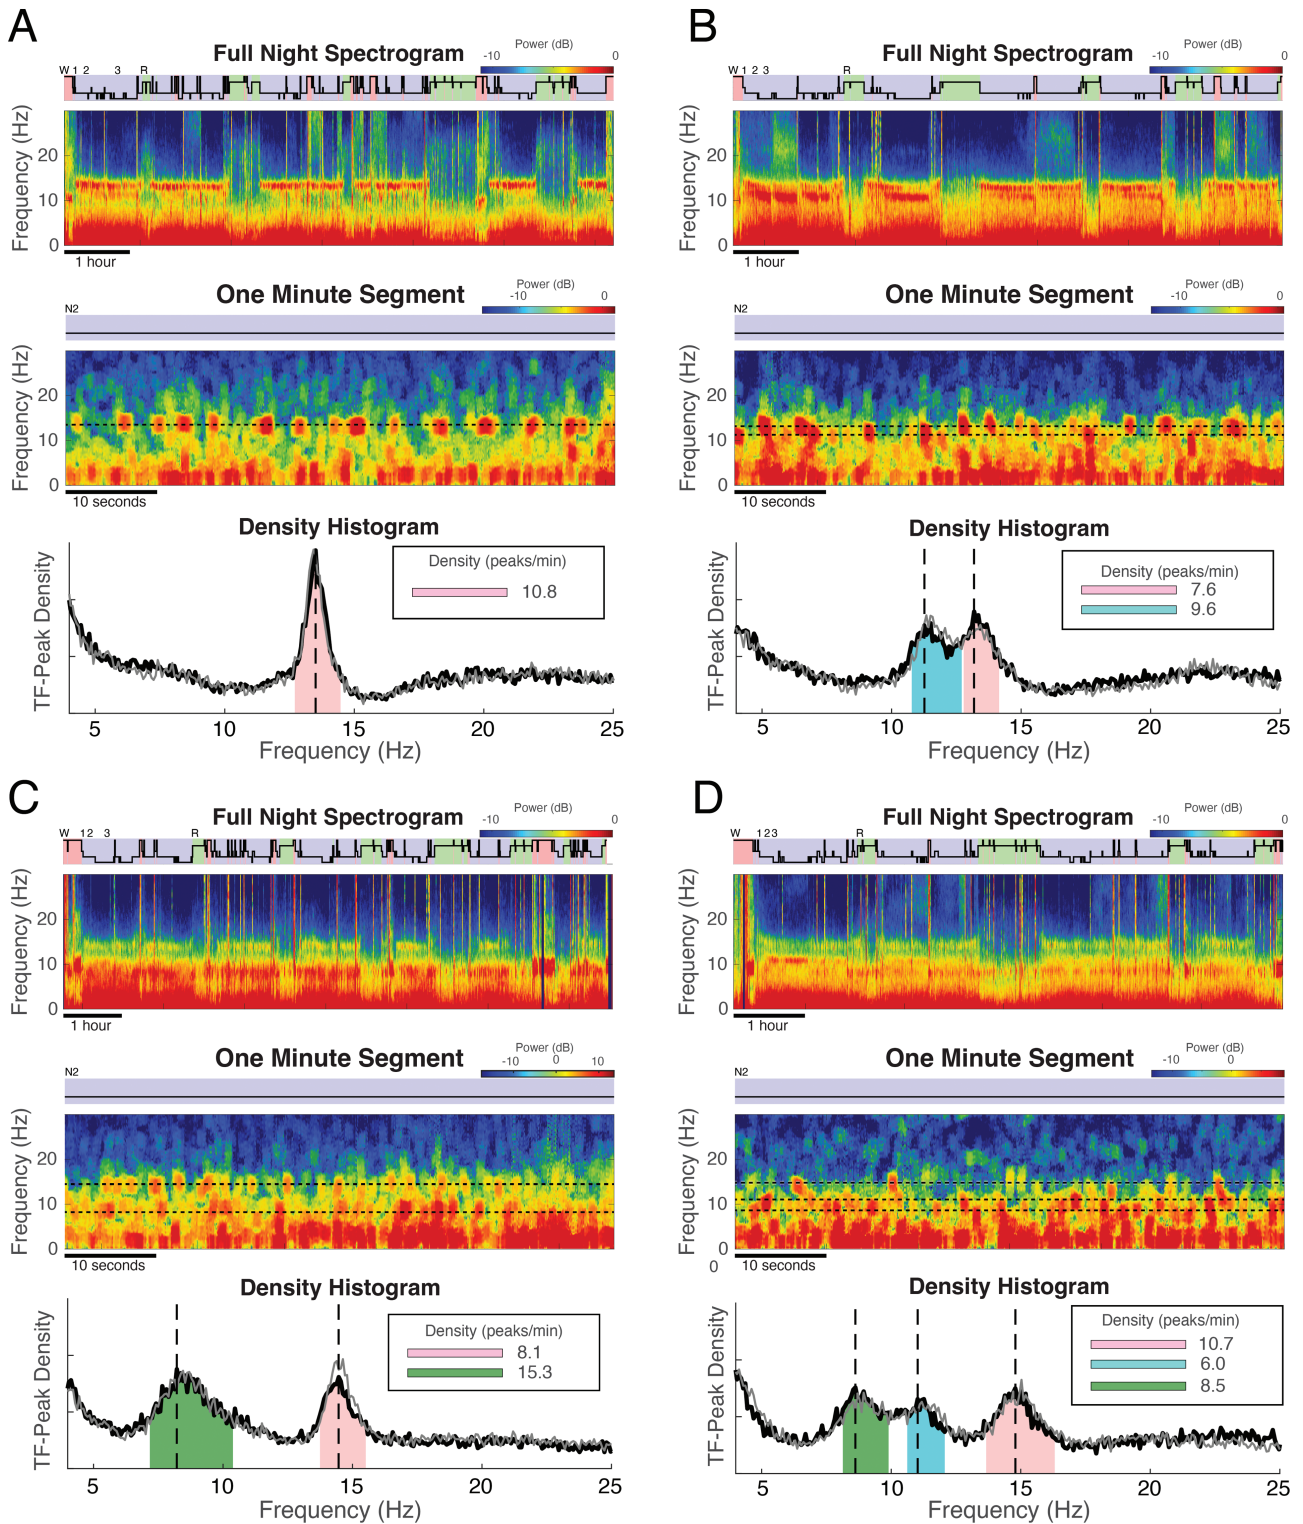 A
Full Night Spectrogram
Power (dB)
-10 0
W 1 2 3 R
Frequency (Hz)
20
10
0
1 hour
One Minute Segment
Power (dB)
-10 0
N2
Frequency (Hz)
20
10
0
10 seconds
Density Histogram
TF-Peak Density
Density (peaks/min)
10.8
5 10 15 20 25
Frequency (Hz)
B
Full Night Spectrogram
Power (dB)
-10 0
W 1 2 3 R
Frequency (Hz)
20
10
0
1 hour
One Minute Segment
Power (dB)
-10 0
N2
Frequency (Hz)
20
10
0
10 seconds
Density Histogram
TF-Peak Density
Density (peaks/min)
7.6
9.6
5 10 15 20 25
Frequency (Hz)
C
Full Night Spectrogram
Power (dB)
-10 0
W 1 2 3 R
Frequency (Hz)
20
10
0
1 hour
One Minute Segment
Power (dB)
-10 0 10
N2
Frequency (Hz)
20
10
0
10 seconds
Density Histogram
TF-Peak Density
Density (peaks/min)
8.1
15.3
5 10 15 20 25
Frequency (Hz)
D
Full Night Spectrogram
Power (dB)
-10 0
W 1 2 3 R
Frequency (Hz)
20
10
0
1 hour
One Minute Segment
Power (dB)
-10 0
N2
Frequency (Hz)
20
10
0
0 10 seconds
Density Histogram
TF-Peak Density
Density (peaks/min)
10.7
6.0
8.5
5 10 15 20 25
Frequency (Hz)